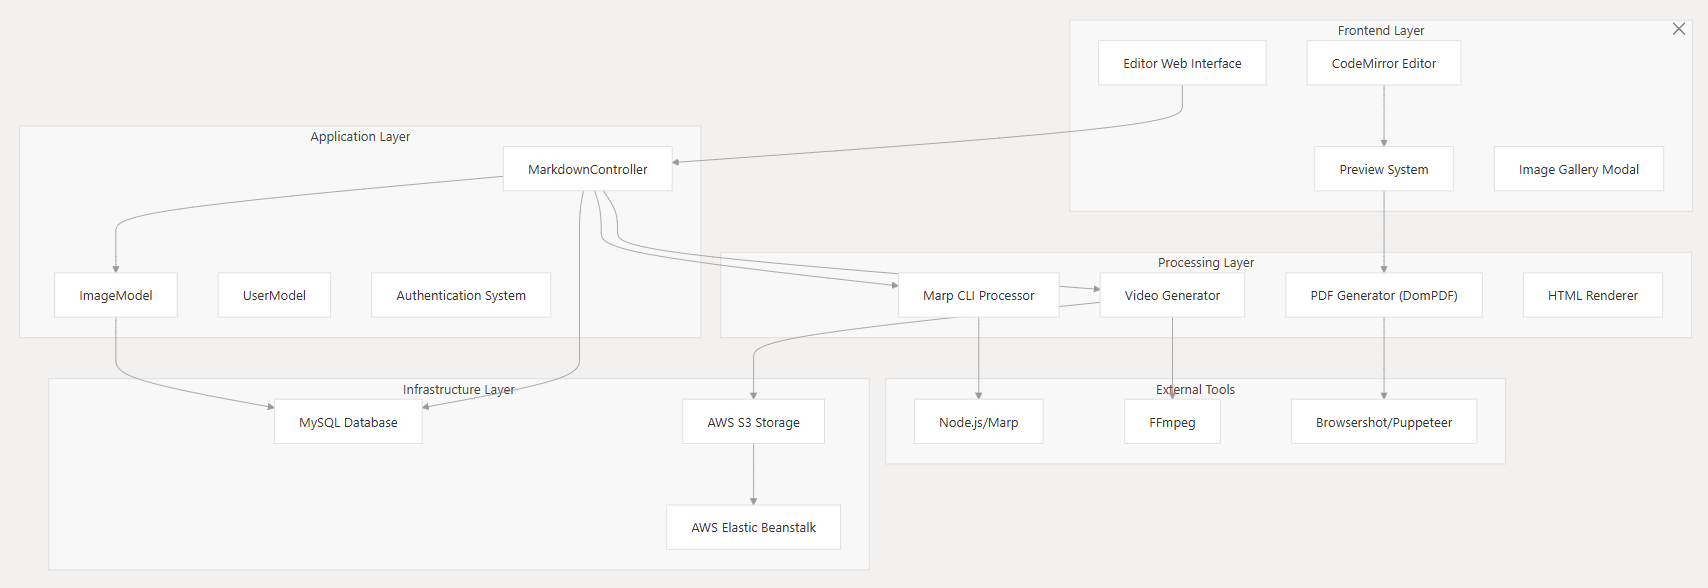 Frontend Layer
Editor Web Interface
CodeMirror Editor
Preview System
Image Gallery Modal
Application Layer
MarkdownController
ImageModel
UserModel
Authentication System
Processing Layer
Marp CLI Processor
Video Generator
PDF Generator (DomPDF)
HTML Renderer
Infrastructure Layer
MySQL Database
AWS S3 Storage
AWS Elastic Beanstalk
External Tools
Node.js/Marp
FFmpeg
Browsershot/Puppeteer